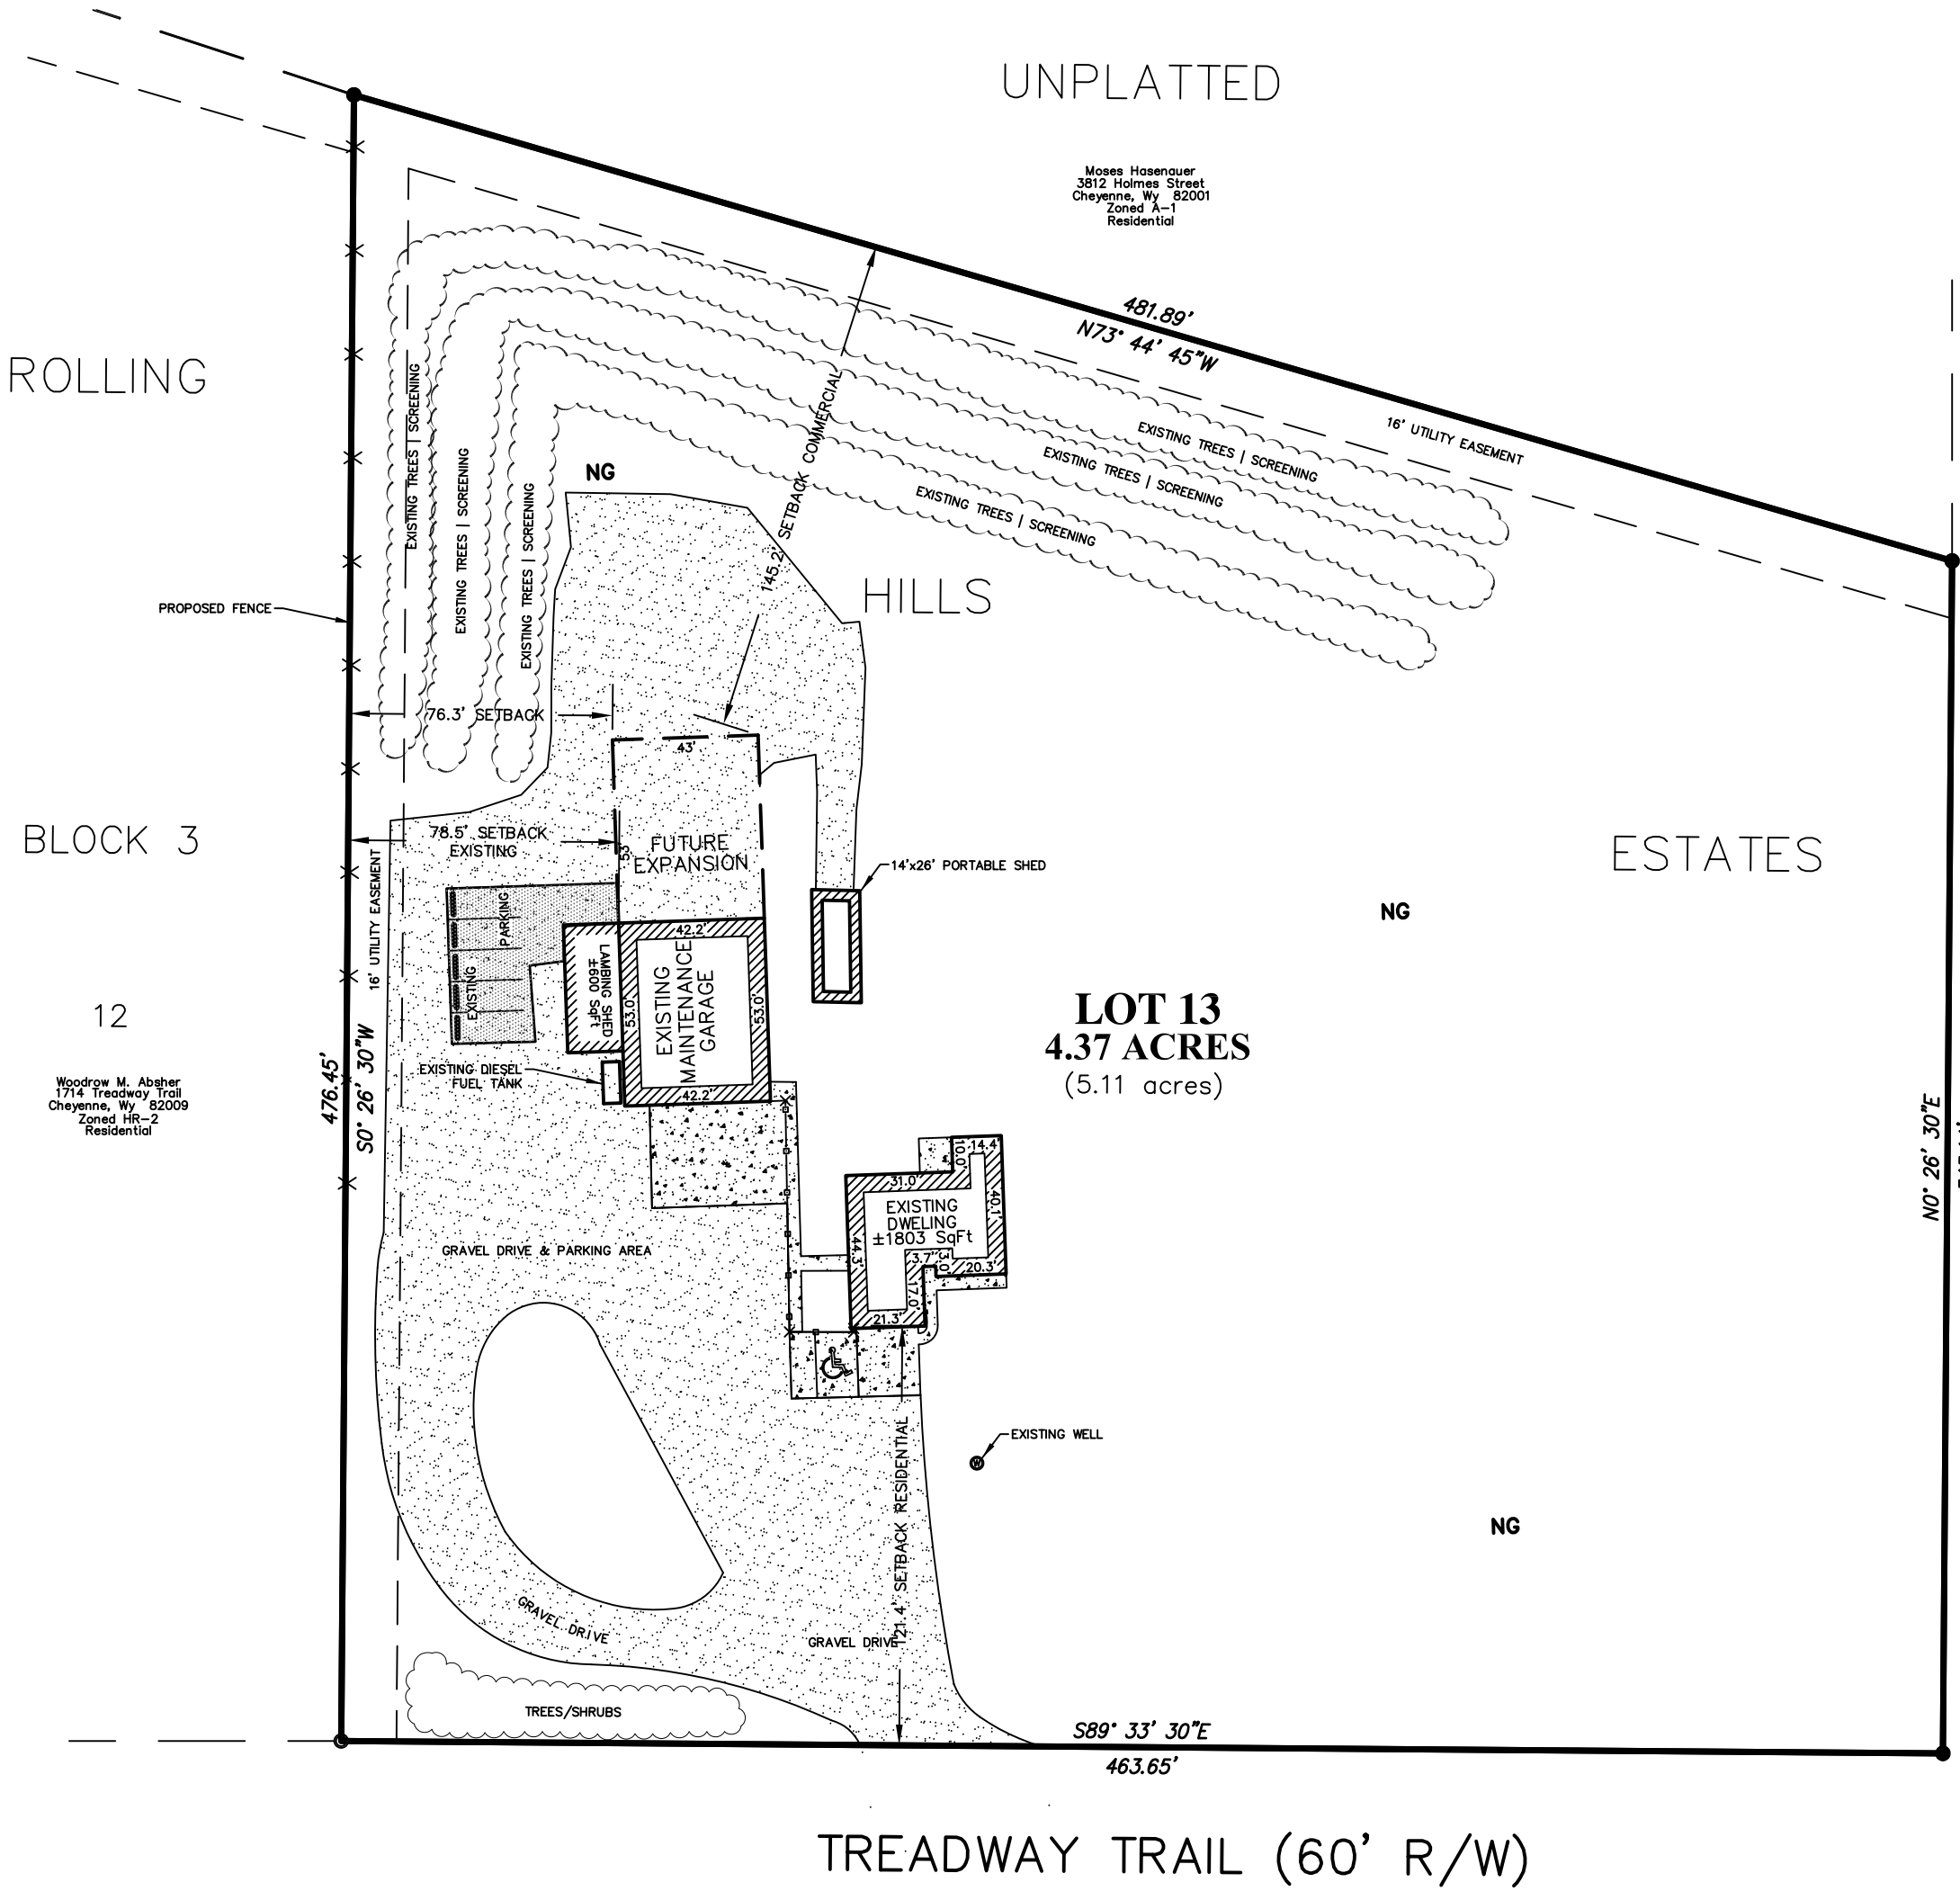 UNPLATTED
Moses Hasenauer
3812 Holmes Street
Cheyenne, Wy 82001
Zoned A-1
Residential
481.89'
N73° 44' 45"W
16' UTILITY EASEMENT
ROLLING
EXISTING TREES | SCREENING
EXISTING TREES | SCREENING
EXISTING TREES | SCREENING
EXISTING TREES | SCREENING
EXISTING TREES | SCREENING
EXISTING TREES | SCREENING
NG
145.2' SETBACK COMMERCIAL
HILLS
PROPOSED FENCE
76.3' SETBACK
43'
BLOCK 3
78.5' SETBACK
EXISTING
53'
FUTURE
EXPANSION
14'x26' PORTABLE SHED
ESTATES
NG
16' UTILITY EASEMENT
EXISTING
PARKING
LAMBING SHED
±600 SqFt
42.2'
53.0'
EXISTING
MAINTENANCE
GARAGE
53.0'
42.2'
12
LOT 13
4.37 ACRES
(5.11 acres)
Woodrow M. Absher
1714 Treadway Trail
Cheyenne, Wy 82009
Zoned HR-2
Residential
476.45'
S0° 26' 30"W
EXISTING DIESEL
FUEL TANK
N0° 26' 30"E
14.4'
10.0'
31.0'
40.1'
EXISTING
DWELING
±1803 SqFt
44.3'
3.7'
3.0'
20.3'
17.0'
21.3'
GRAVEL DRIVE & PARKING AREA
EXISTING WELL
W
121.4' SETBACK RESIDENTIAL
NG
GRAVEL DRIVE
GRAVEL DRIVE
TREES/SHRUBS
S89° 33' 30"E
463.65'
TREADWAY TRAIL (60' R/W)